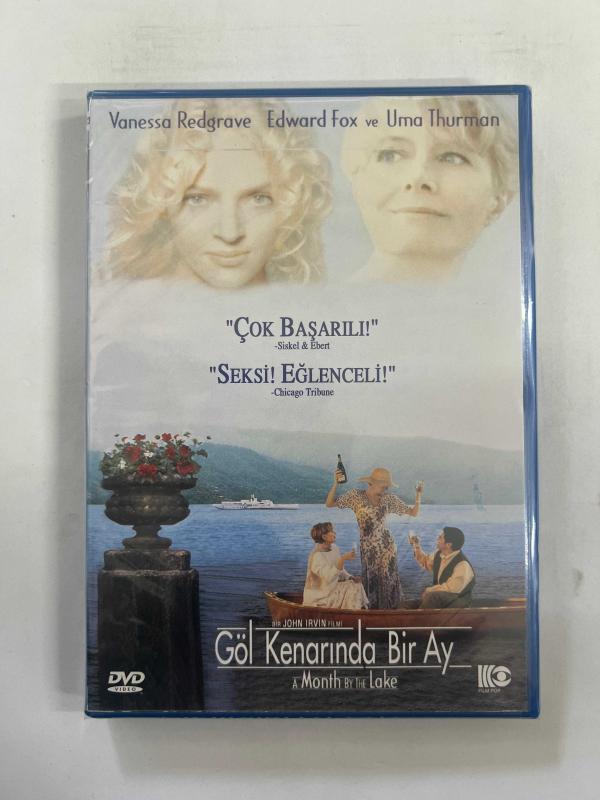 Vanessa Redgrave Edward Fox ve Uma Thurman
"ÇOK BAŞARILI!"
-Siskel & Ebert
"SEKSİ! EĞLENCELİ!"
-Chicago Tribune
BİR JOHN IRVIN FİLMİ
Göl Kenarında Bir Ay
A MONTH BY THE LAKE
DVD
VIDEO
FILM POP